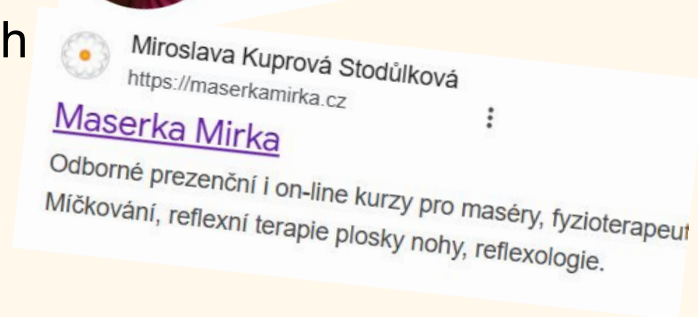 h
Miroslava Kuprová Stodůlková
https://maserkamirka.cz
Maserka Mirka
Odborné prezenční i on-line kurzy pro maséry, fyzioterapeut
Míčkování, reflexní terapie plosky nohy, reflexologie.